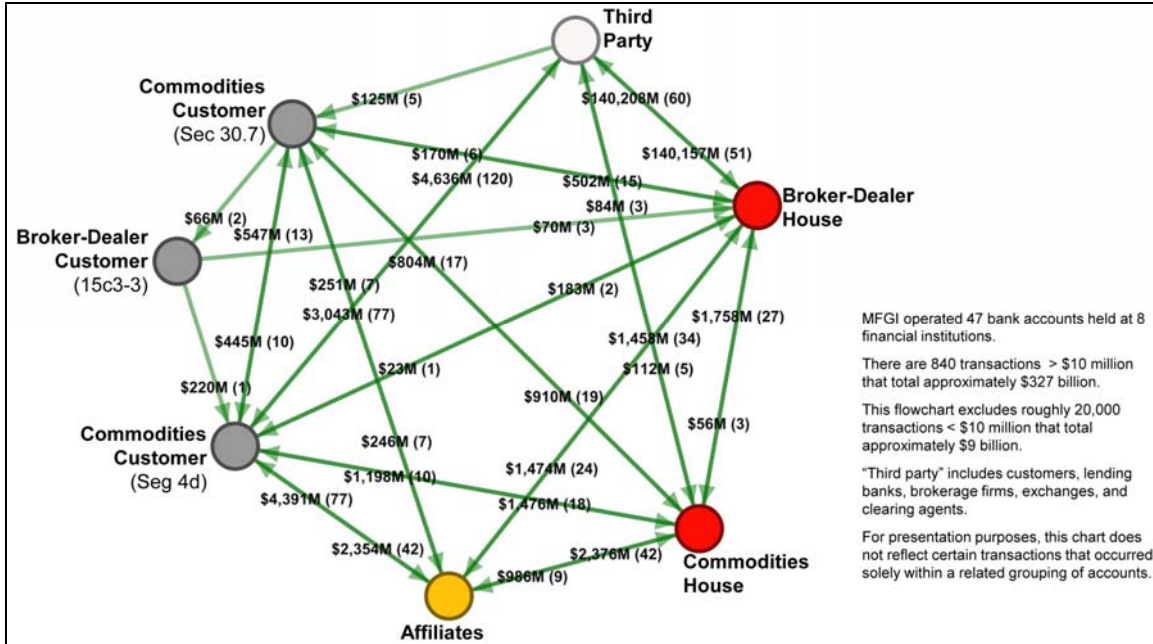 Third
Party
Commodities
Customer
(Sec 30.7)
$125M (5)
$140,208M (60)
$170M (6)
$140,157M (51)
$4,636M (120)
$502M (15)
Broker-Dealer
House
$84M (3)
$66M (2)
$70M (3)
$547M (13)
Broker-Dealer
Customer
(15c3-3)
$804M (17)
$251M (7)
$183M (2)
$3,043M (77)
$1,758M (27)
$445M (10)
$1,458M (34)
$23M (1)
$112M (5)
$220M (1)
$910M (19)
$56M (3)
Commodities
Customer
(Seg 4d)
$246M (7)
$1,474M (24)
$1,198M (10)
$4,391M (77)
$1,476M (18)
$2,354M (42)
$2,376M (42)
Commodities
House
$986M (9)
Affiliates
MFGI operated 47 bank accounts held at 8
financial institutions.
There are 840 transactions > $10 million
that total approximately $327 billion.
This flowchart excludes roughly 20,000
transactions < $10 million that total
approximately $9 billion.
“Third party” includes customers, lending
banks, brokerage firms, exchanges, and
clearing agents.
For presentation purposes, this chart does
not reflect certain transactions that occurred
solely within a related grouping of accounts.